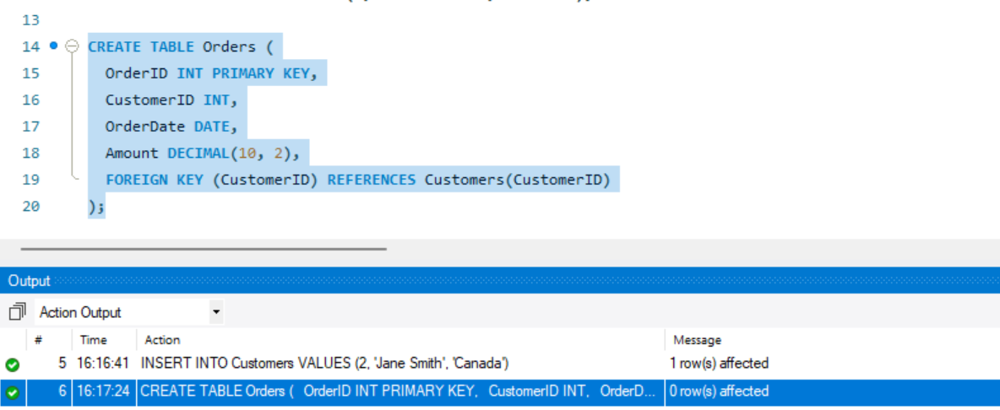 13
14 CREATE TABLE Orders (
15 OrderID INT PRIMARY KEY,
16 CustomerID INT,
17 OrderDate DATE,
18 Amount DECIMAL(10, 2),
19 FOREIGN KEY (CustomerID) REFERENCES Customers(CustomerID)
20 );
Output
Action Output
# Time Action Message
5 16:16:41 INSERT INTO Customers VALUES (2, 'Jane Smith', 'Canada') 1 row(s) affected
6 16:17:24 CREATE TABLE Orders ( OrderID INT PRIMARY KEY, CustomerID INT, OrderD... 0 row(s) affected